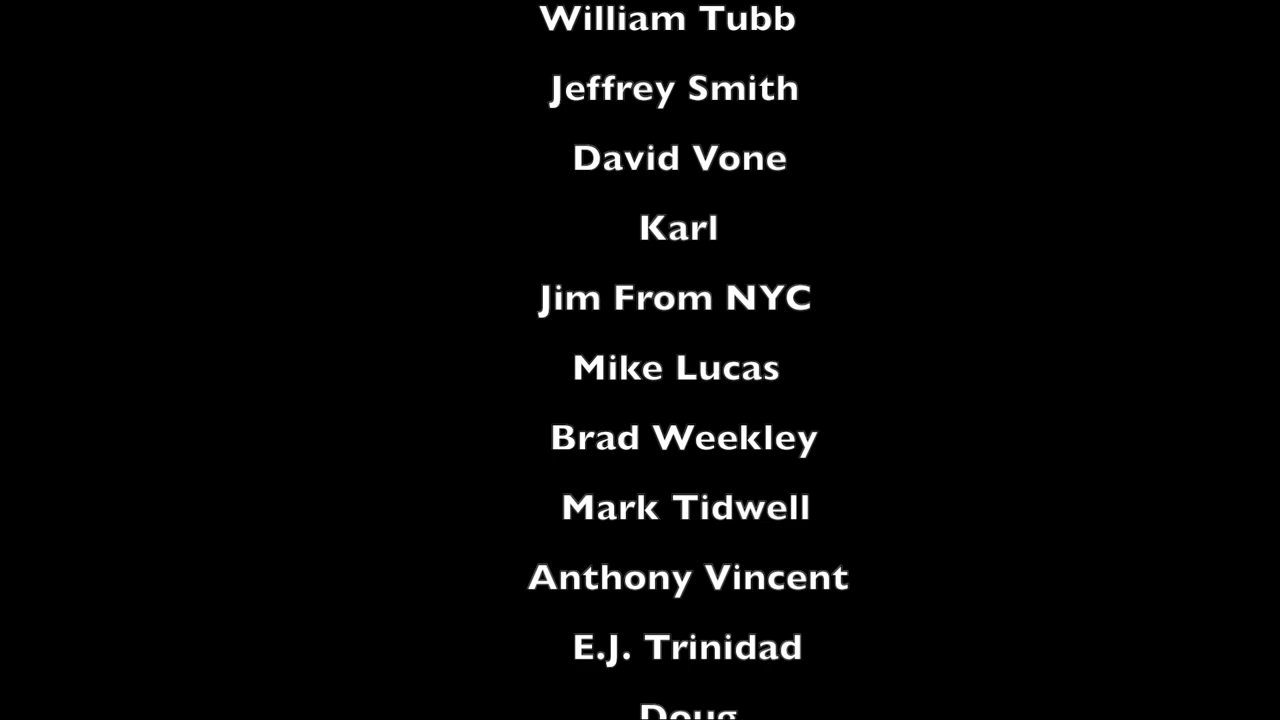 William Tubb
Jeffrey Smith
David Vone
Karl
Jim From NYC
Mike Lucas
Brad Weekley
Mark Tidwell
Anthony Vincent
E.J. Trinidad
Doug